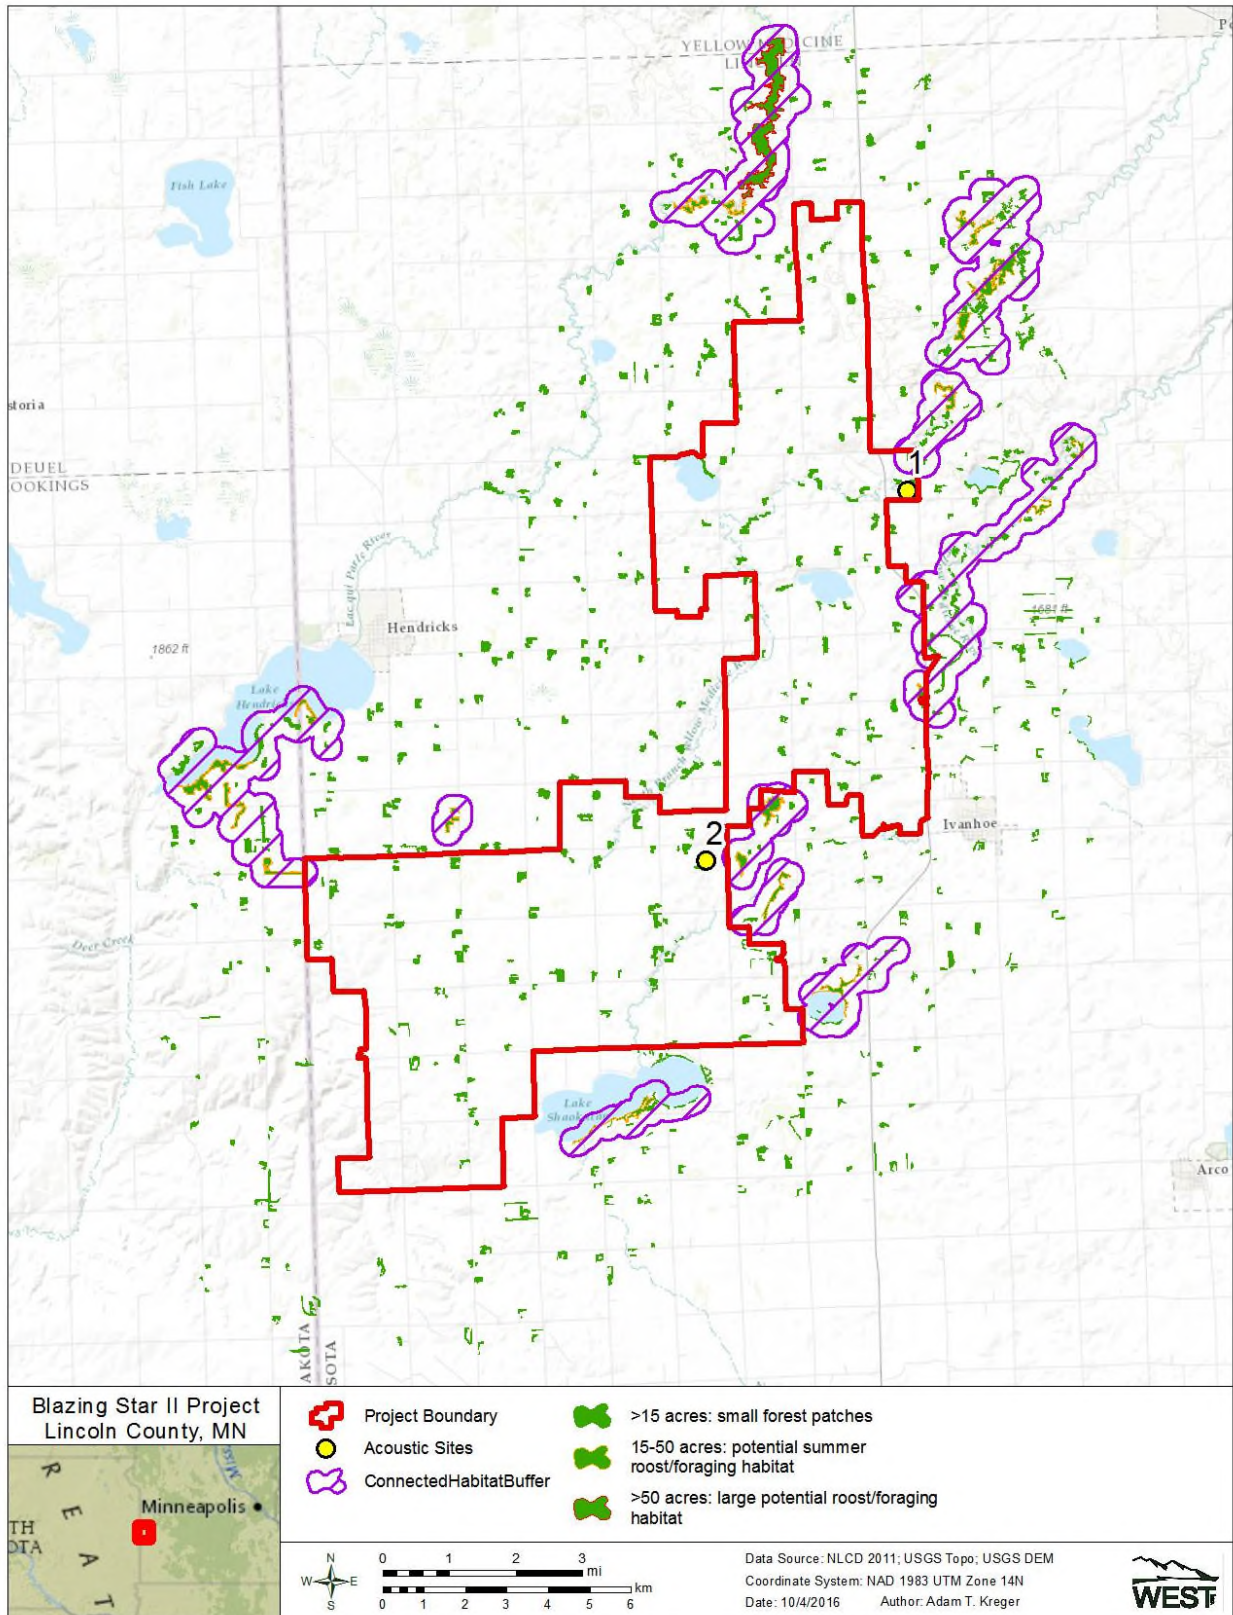 YELLOW MEDICINE
LINCOLN
Fish Lake
storia
DEUEL
OOKINGS
Lac qui Parle River
Hendricks
1862 ft
Lake
Hendricks
1
1681 ft
2
Ivanhoe
Deer Creek
Lake
Shaokatan
Arco
AKOTA
SOTA
Blazing Star II Project
Lincoln County, MN
R
E
A
T
TH
OTA
Minneapolis
Miss
Project Boundary
Acoustic Sites
ConnectedHabitatBuffer
>15 acres: small forest patches
15-50 acres: potential summer
roost/foraging habitat
>50 acres: large potential roost/foraging
habitat
N
W E
S
0 1 2 3
mi
km
0 1 2 3 4 5 6
Data Source: NLCD 2011; USGS Topo; USGS DEM
Coordinate System: NAD 1983 UTM Zone 14N
Date: 10/4/2016 Author: Adam T. Kreger
WEST